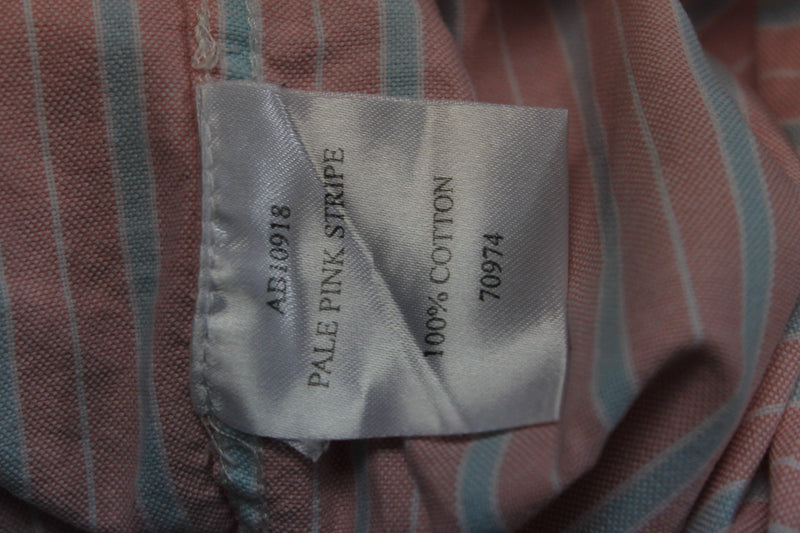 AB10918
PALE PINK STRIPE
100% COTTON
70974